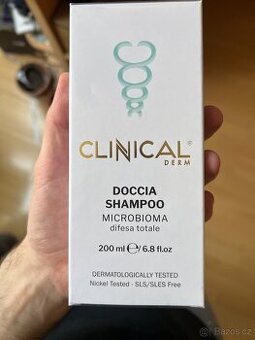 CLINICAL®
DERM
DOCCIA
SHAMPOO
MICROBIOMA
difesa totale
200 ml ℮/6.8 fl.oz
DERMATOLOGICALLY TESTED
Nickel Tested - SLS/SLES Free
Bazoš.cz